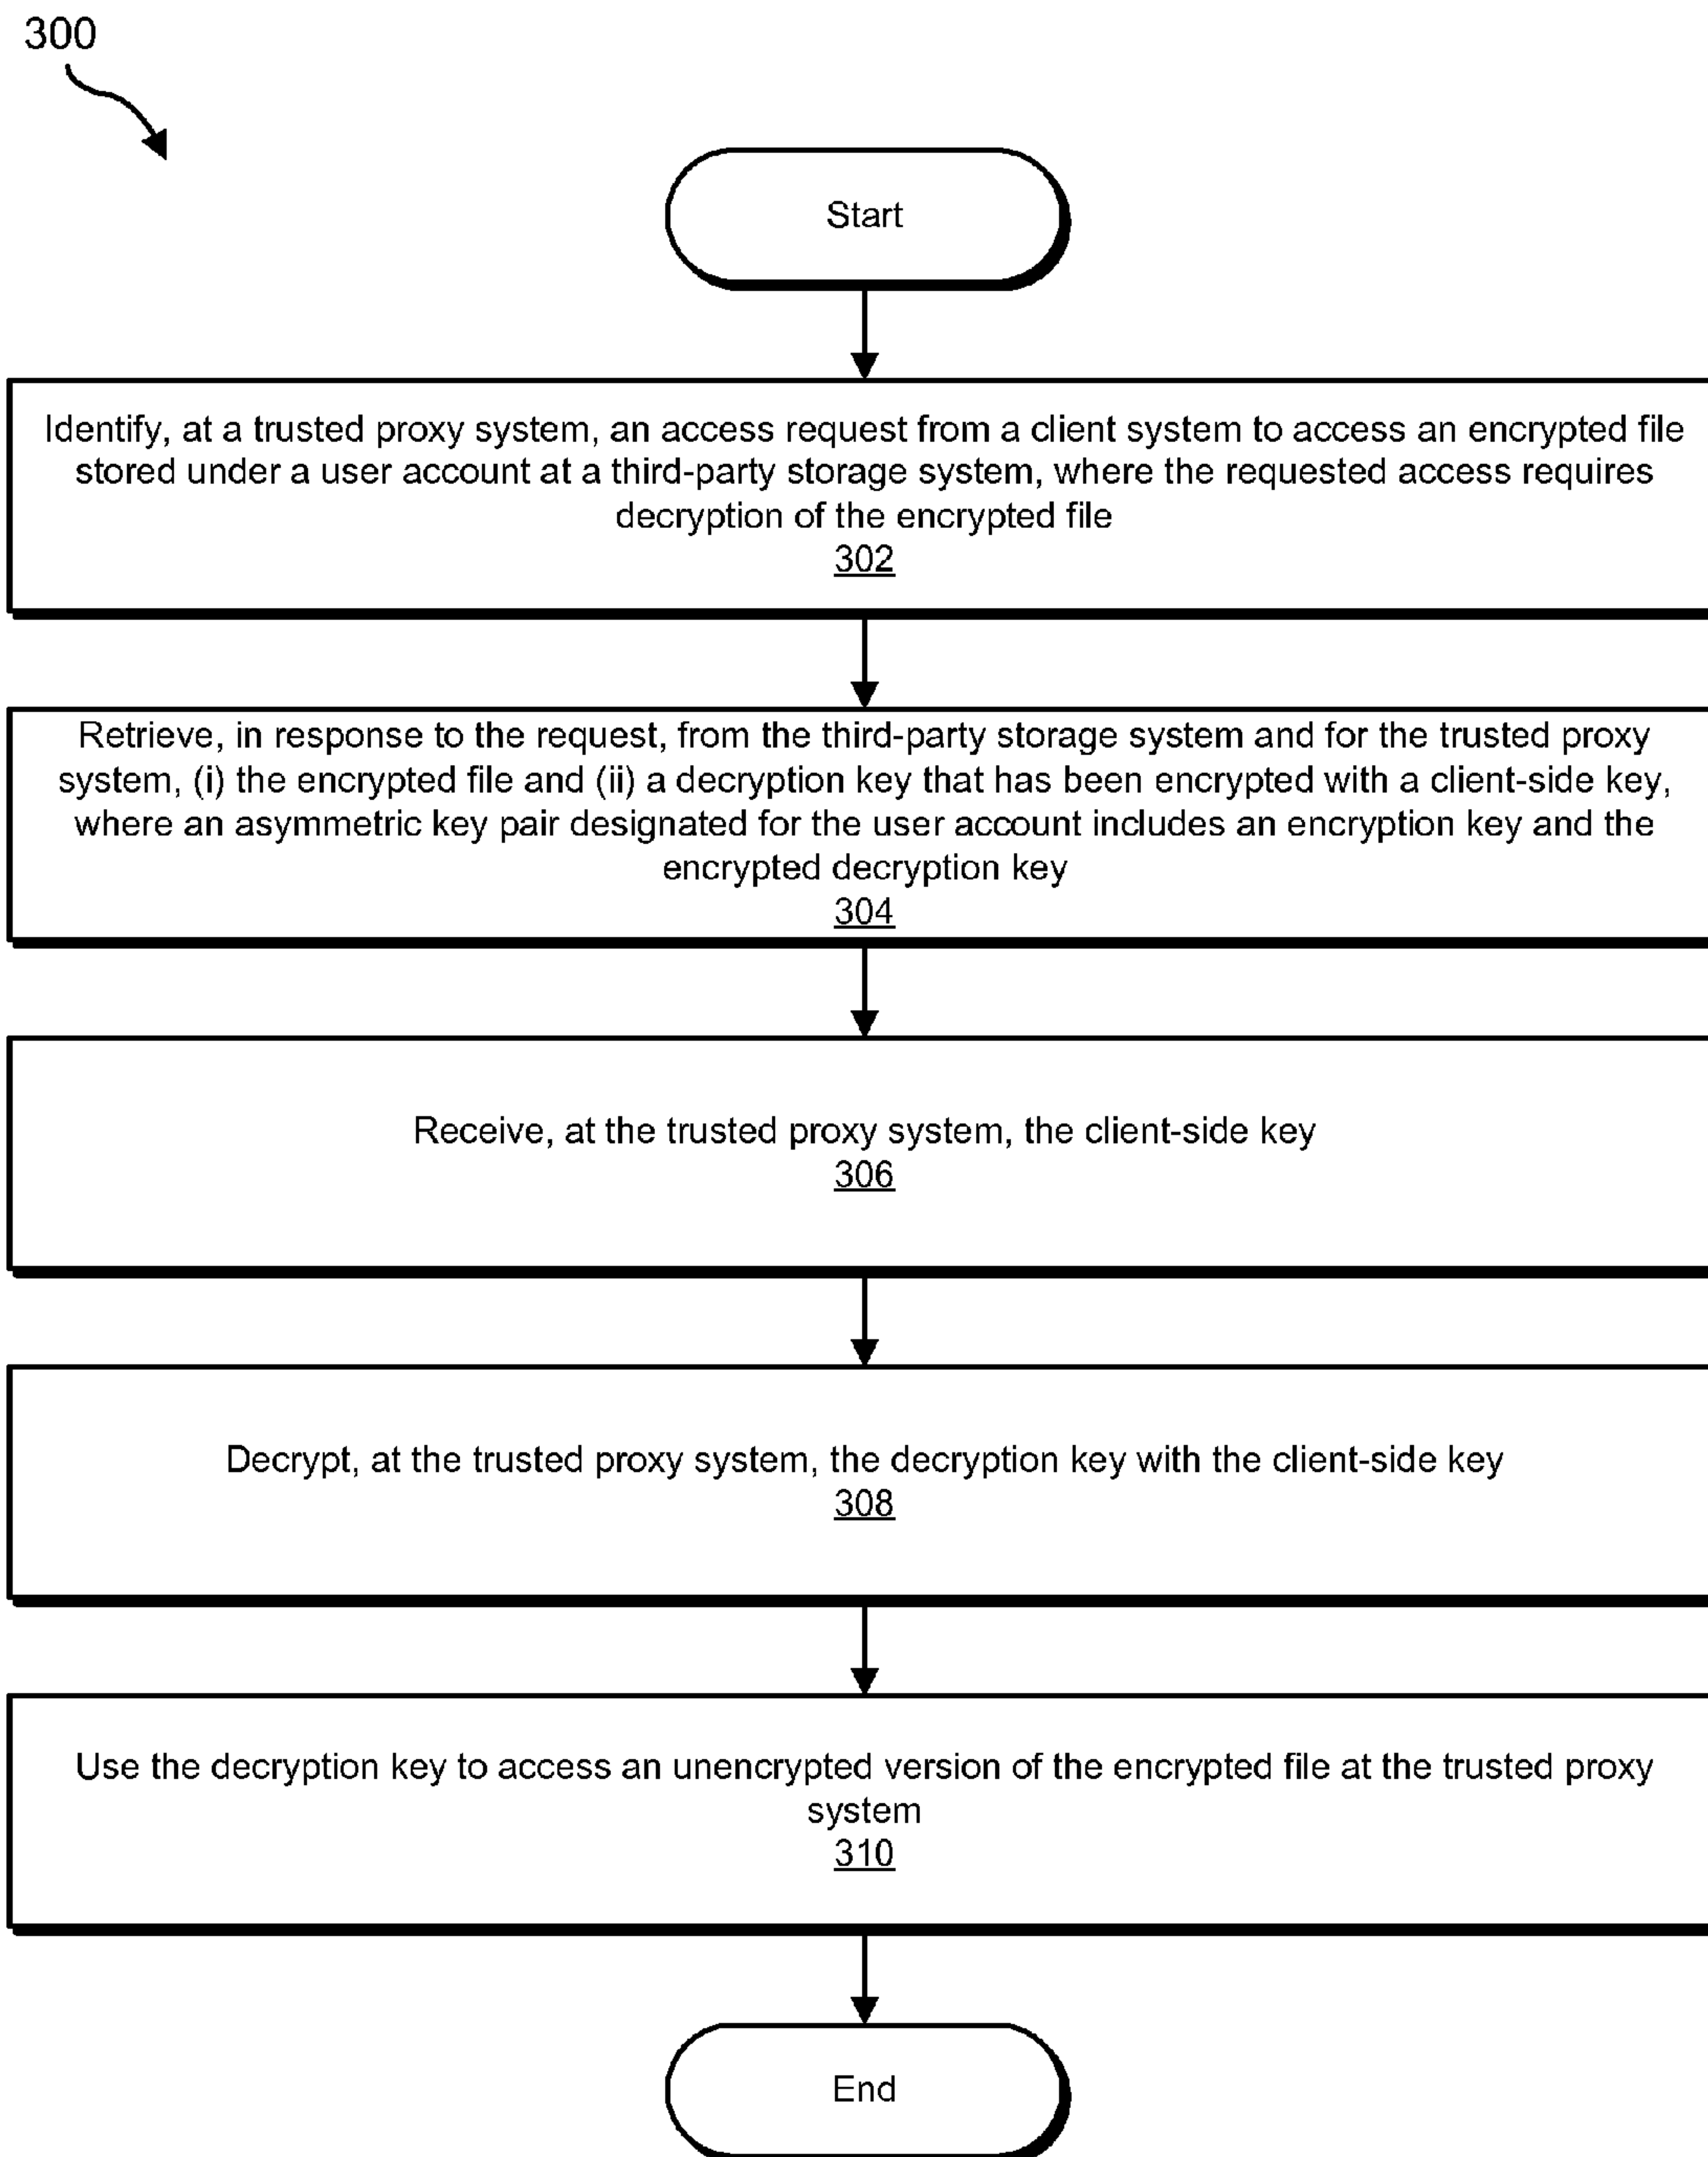 300
Start
Identify, at a trusted proxy system, an access request from a client system to access an encrypted file
stored under a user account at a third-party storage system, where the requested access requires
decryption of the encrypted file
302
Retrieve, in response to the request, from the third-party storage system and for the trusted proxy
system, (i) the encrypted file and (ii) a decryption key that has been encrypted with a client-side key,
where an asymmetric key pair designated for the user account includes an encryption key and the
encrypted decryption key
304
Receive, at the trusted proxy system, the client-side key
306
Decrypt, at the trusted proxy system, the decryption key with the client-side key
308
Use the decryption key to access an unencrypted version of the encrypted file at the trusted proxy
system
310
End